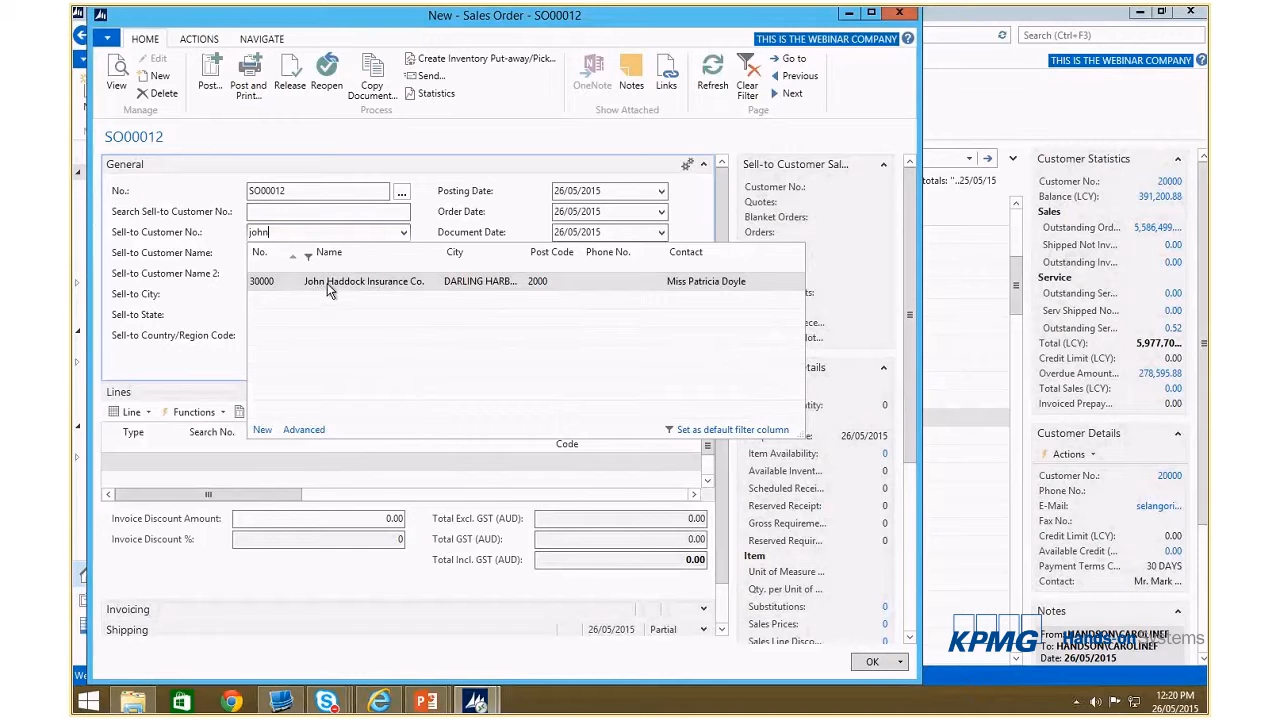 New - Sales Order - SO00012
HOME ACTIONS NAVIGATE
THIS IS THE WEBINAR COMPANY
Search (Ctrl+F3)
THIS IS THE WEBINAR COMPANY
View
Edit
New
Delete
Manage
Post...
Post and Print...
Release
Reopen
Copy Document...
Create Inventory Put-away/Pick...
Send...
Statistics
Process
OneNote
Notes
Links
Show Attached
Refresh
Clear Filter
Go to
Previous
Next
Page
SO00012
General
No.: SO00012 ...
Search Sell-to Customer No.:
Sell-to Customer No.: john
Sell-to Customer Name:
Sell-to Customer Name 2:
Sell-to City:
Sell-to State:
Sell-to Country/Region Code:
Posting Date: 26/05/2015
Order Date: 26/05/2015
Document Date: 26/05/2015
No. Name City Post Code Phone No. Contact
30000 John Haddock Insurance Co. DARLING HARB... 2000 Miss Patricia Doyle
New Advanced Set as default filter column
Lines
Line Functions
Type Search No. Code
Invoice Discount Amount: 0.00
Invoice Discount %: 0
Total Excl. GST (AUD): 0.00
Total GST (AUD): 0.00
Total Incl. GST (AUD): 0.00
Invoicing
Shipping 26/05/2015 Partial
Sell-to Customer Sal...
Customer No.:
Quotes:
Blanket Orders:
Orders:
26/05/2015
Item Availability: 0
Available Invent... 0
Scheduled Recei... 0
Reserved Receipt: 0
Gross Requireme... 0
Reserved Requir... 0
Item
Unit of Measure ...
Qty. per Unit of ...
Substitutions: 0
Sales Prices: 0
Sales Line Disco... 0
OK
Customer Statistics
Customer No.: 20000
Balance (LCY): 391,200.88
Sales
Outstanding Ord... 5,586,499....
Shipped Not Inv... 0.00
Outstanding Inv... 0.00
Service
Serv Shipped No... 0.00
Outstanding Ser... 0.00
Outstanding Ser... 0.52
Total (LCY): 5,977,70...
Credit Limit (LCY): 0.00
Overdue Amount... 278,595.88
Total Sales (LCY): 0.00
Invoiced Prepay... 0.00
Customer Details
Actions
Customer No.: 20000
Phone No.:
E-Mail: selangori...
Fax No.:
Credit Limit (LCY): 0.00
Available Credit (... 0.00
Payment Terms C... 30 DAYS
Contact: Mr. Mark ...
Notes
From: HANDSON\CAROLINEF
To: HANDSON\CAROLINEF
Date: 26/05/2015
KPMG Hands-on Systems
12:20 PM
26/05/2015